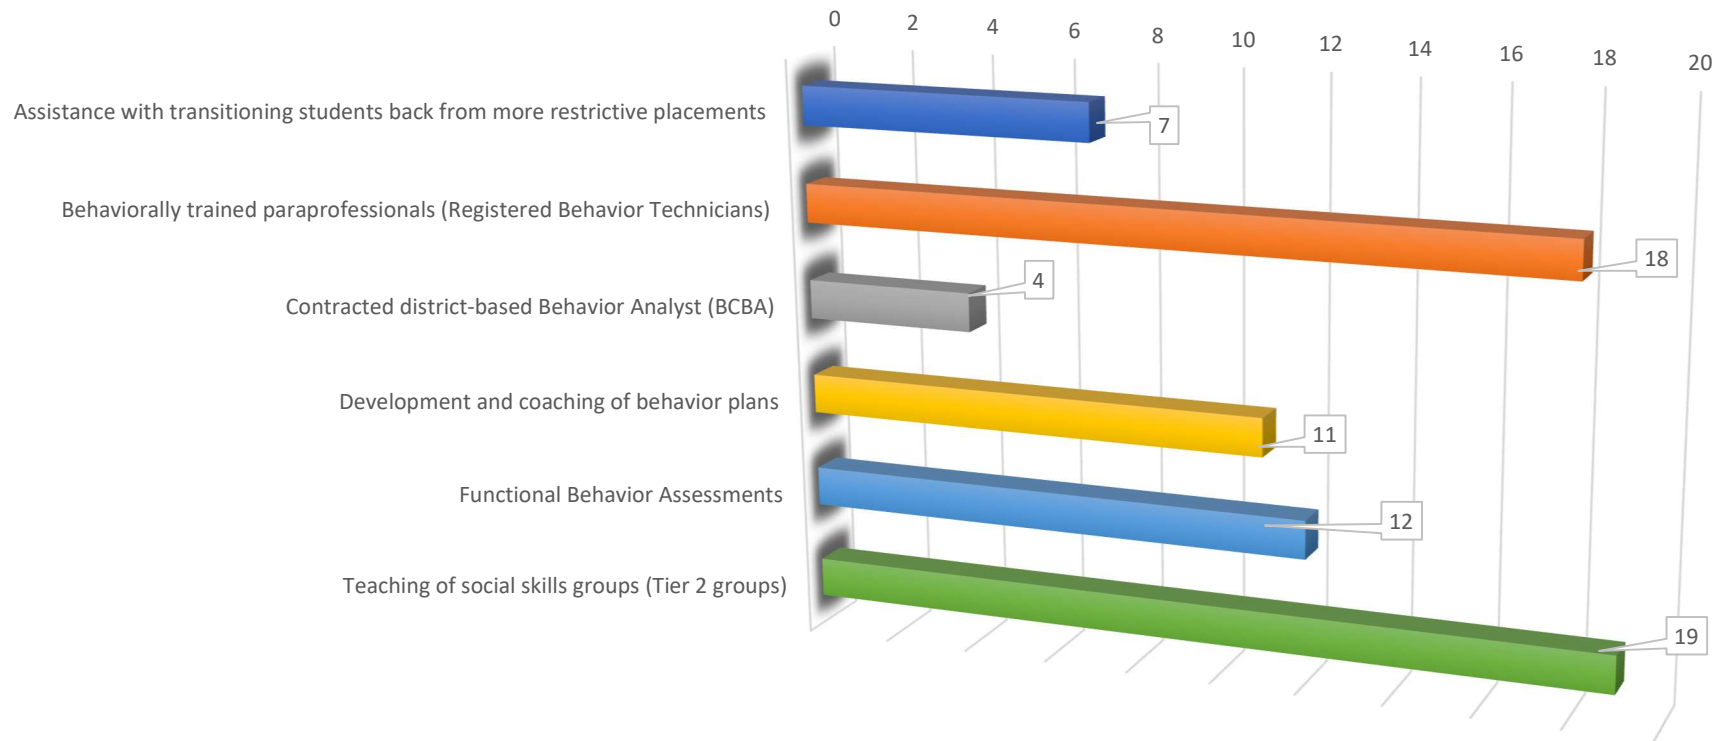 0 2 4 6 8 10 12 14 16 18 20
Assistance with transitioning students back from more restrictive placements
7
Behaviorally trained paraprofessionals (Registered Behavior Technicians)
18
Contracted district-based Behavior Analyst (BCBA)
4
Development and coaching of behavior plans
11
Functional Behavior Assessments
12
Teaching of social skills groups (Tier 2 groups)
19